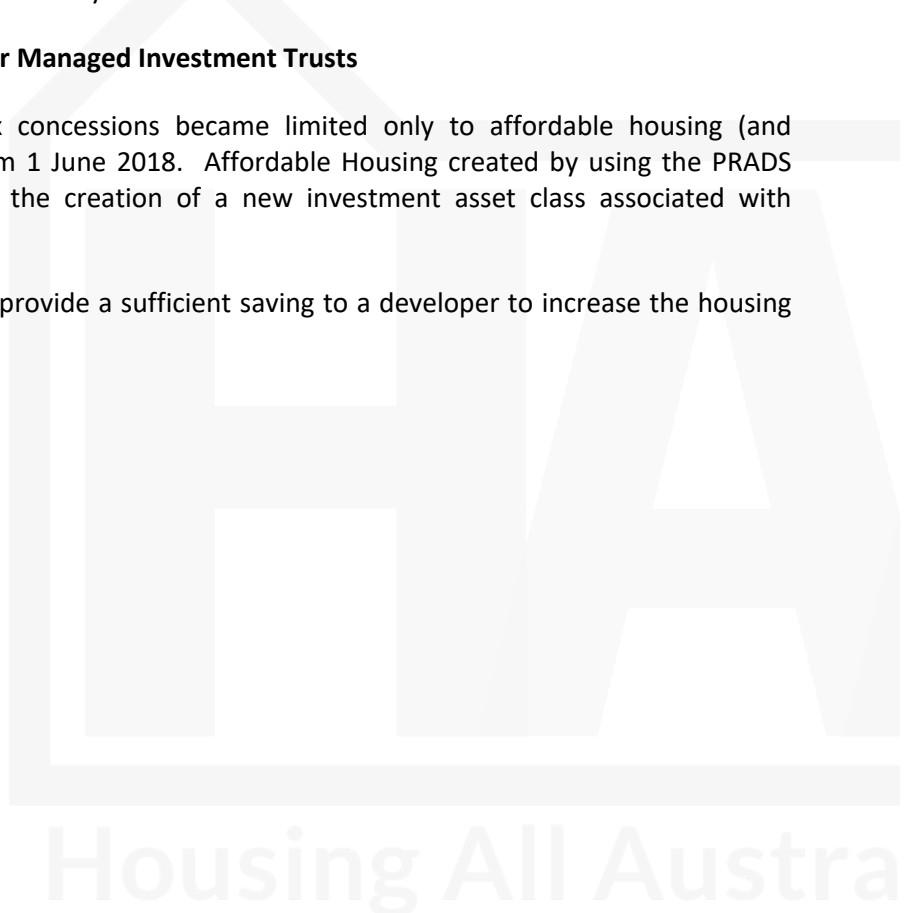 r Managed Investment Trusts
concessions became limited only to affordable housing (and
m 1 June 2018. Affordable Housing created by using the PRADS
the creation of a new investment asset class associated with
provide a sufficient saving to a developer to increase the housing
HA
Housing All Austra